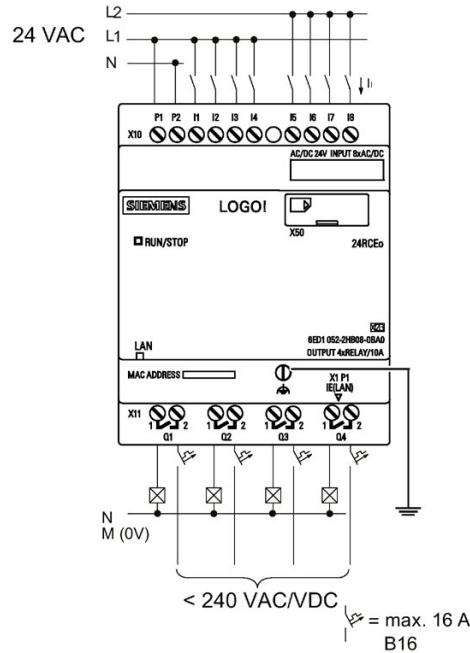 L2
24 VAC L1
N
I₁
P1 P2 I1 I2 I3 I4 I5 I6 I7 I8
X10
AC/DC 24V INPUT 8xAC/DC
SIEMENS LOGO!
X50
RUN/STOP 24RCEo
X23
6ED1 052-2HB08-0BA0
LAN OUTPUT 4xRELAY/10A
MAC ADDRESS X1 P1
IE(LAN)
X11 1 2 1 2 1 2 1 2
Q1 Q2 Q3 Q4
N
M (0V)
< 240 VAC/VDC
= max. 16 A
B16